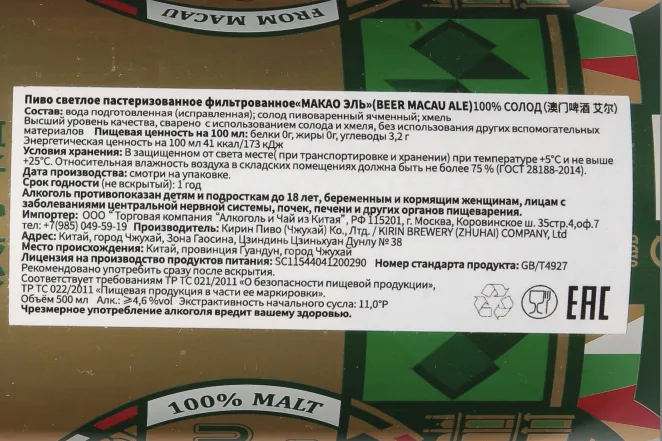 FROM MACAU
Пиво светлое пастеризованное фильтрованное«МАКАО ЭЛЬ»(BEER MACAU ALE)100% СОЛОД(澳门啤酒 艾尔)
Состав: вода подготовленная (исправленная); солод пивоваренный ячменный; хмель
Высший уровень качества, сварено с использованием солода и хмеля, без использования других вспомогательных
материалов Пищевая ценность на 100 мл: белки 0г, жиры 0г, углеводы 3,2 г
Энергетическая ценность на 100 мл 41 ккал/173 кДж
Условия хранения: В защищенном от света месте( при транспортировке и хранении) при температуре +5°С и не выше
+25°С. Относительная влажность воздуха в складских помещениях должна быть не более 75 % (ГОСТ 28188-2014).
Дата производства: смотри на упаковке.
Срок годности (не вскрытый): 1 год
Алкоголь противопоказан детям и подросткам до 18 лет, беременным и кормящим женщинам, лицам с
заболеваниями центральной нервной системы, почек, печени и других органов пищеварения.
Импортер: ООО "Торговая компания "Алкоголь и Чай из Китая", РФ 115201, г. Москва, Коровинское ш. 35стр.4,оф.7
тел: +7(985) 049-59-19 Производитель: Кирин Пиво (Чжухай) Ко., Лтд. / KIRIN BREWERY (ZHUHAI) COMPANY, Ltd
Адрес: Китай, город Чжухай, Зона Гаосина, Цзиндинь Цзиньхуан Дунлу № 38
Место происхождения: Китай, провинция Гуандун, город Чжухай
Лицензия на производство продуктов питания: SC11544041200290 Номер стандарта продукта: GB/T4927
Рекомендовано употребить сразу после вскрытия.
Соответствует требованиям ТР ТС 021/2011 «О безопасности пищевой продукции»,
ТР ТС 022/2011 «Пищевая продукция в части ее маркировки».
Объём 500 мл Алк.: ⩾4,6 %vol Экстрактивность начального сусла: 11,0°P
Чрезмерное употребление алкоголя вредит вашему здоровью.
EAC
100% MALT